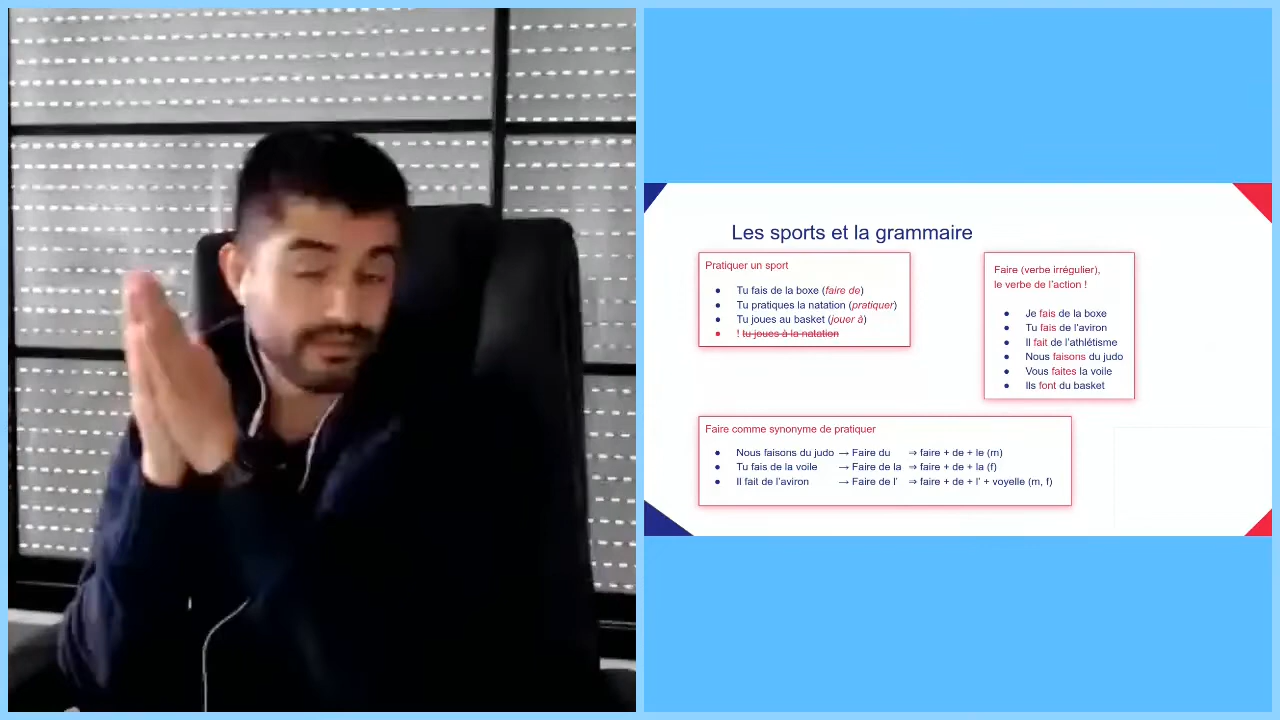 Les sports et la grammaire
Pratiquer un sport
● Tu fais de la boxe (faire de)
● Tu pratiques la natation (pratiquer)
● Tu joues au basket (jouer à)
● ! tu joues à la natation
Faire (verbe irrégulier),
le verbe de l'action !
● Je fais de la boxe
● Tu fais de l'aviron
● Il fait de l'athlétisme
● Nous faisons du judo
● Vous faites la voile
● Ils font du basket
Faire comme synonyme de pratiquer
● Nous faisons du judo → Faire du ⇒ faire + de + le (m)
● Tu fais de la voile → Faire de la ⇒ faire + de + la (f)
● Il fait de l'aviron → Faire de l' ⇒ faire + de + l' + voyelle (m, f)